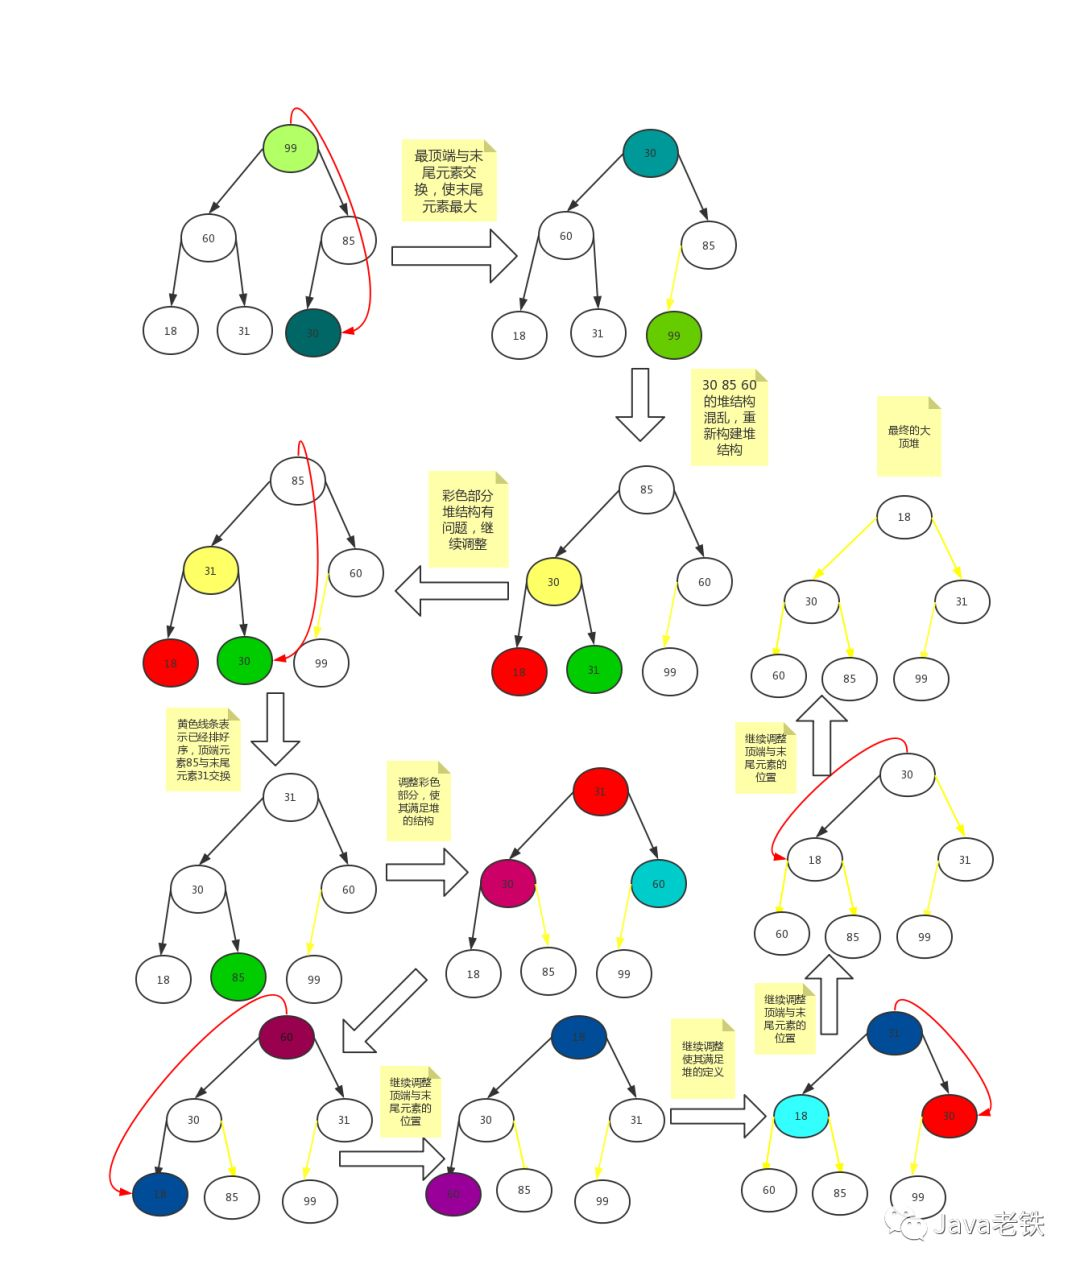 99
60
85
18
31
30
最顶端与末
尾元素交
换，使末尾
元素最大
30
60
85
18
31
99
30 85 60
的堆结构
混乱，重
新构建堆
结构
85
30
60
18
31
99
彩色部分
堆结构有
问题，继
续调整
85
31
60
18
30
99
黄色线条表
示已经排好
序，顶端元
素85与末尾
元素31交换
31
30
60
18
85
99
调整彩色
部分，使
其满足堆
的结构
31
30
60
18
85
99
60
30
31
18
85
99
继续调整
顶端与末
尾元素的
位置
18
30
31
60
85
99
继续调整
使其满足
堆的定义
31
18
30
60
85
99
继续调整
顶端与末
尾元素的
位置
30
18
31
60
85
99
继续调整
顶端与末
尾元素的
位置
18
30
31
60
85
99
最终的大
顶堆
Java老铁